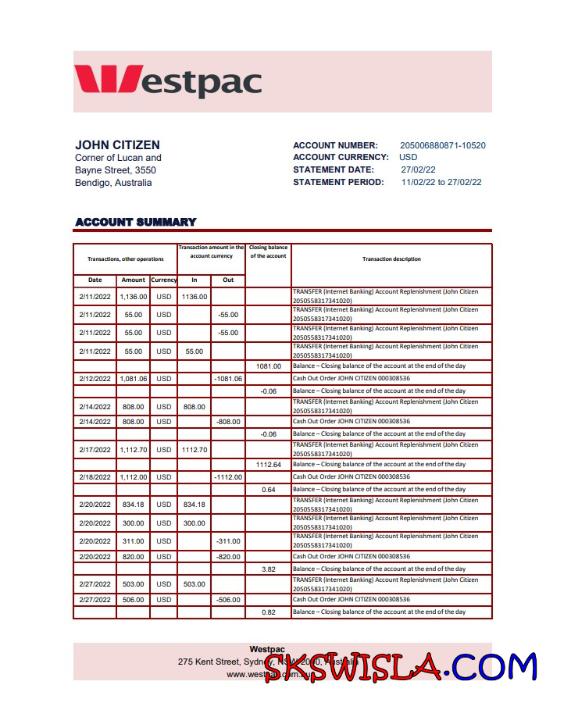 Westpac
JOHN CITIZEN
Corner of Lucan and
Bayne Street, 3550
Bendigo, Australia
ACCOUNT NUMBER: 205006880871-10520
ACCOUNT CURRENCY: USD
STATEMENT DATE: 27/02/22
STATEMENT PERIOD: 11/02/22 to 27/02/22
ACCOUNT SUMMARY
Transactions, other operations
Transaction amount in the
account currency
Closing balance
of the account
Transaction description
Date Amount Currency In Out
2/11/2022 1,136.00 USD 1136.00 TRANSFER (Internet Banking) Account Replenishment (John Citizen
2050558317341020)
2/11/2022 55.00 USD -55.00 TRANSFER (Internet Banking) Account Replenishment (John Citizen
2050558317341020)
2/11/2022 55.00 USD -55.00 TRANSFER (Internet Banking) Account Replenishment (John Citizen
2050558317341020)
2/11/2022 55.00 USD 55.00 TRANSFER (Internet Banking) Account Replenishment (John Citizen
2050558317341020)
1081.00 Balance – Closing balance of the account at the end of the day
2/12/2022 1,081.06 USD -1081.06 Cash Out Order JOHN CITIZEN 000308536
-0.06 Balance – Closing balance of the account at the end of the day
2/14/2022 808.00 USD 808.00 TRANSFER (Internet Banking) Account Replenishment (John Citizen
2050558317341020)
2/14/2022 808.00 USD -808.00 Cash Out Order JOHN CITIZEN 000308536
-0.06 Balance – Closing balance of the account at the end of the day
2/17/2022 1,112.70 USD 1112.70 TRANSFER (Internet Banking) Account Replenishment (John Citizen
2050558317341020)
1112.64 Balance – Closing balance of the account at the end of the day
2/18/2022 1,112.00 USD -1112.00 Cash Out Order JOHN CITIZEN 000308536
0.64 Balance – Closing balance of the account at the end of the day
2/20/2022 834.18 USD 834.18 TRANSFER (Internet Banking) Account Replenishment (John Citizen
2050558317341020)
2/20/2022 300.00 USD 300.00 TRANSFER (Internet Banking) Account Replenishment (John Citizen
2050558317341020)
2/20/2022 311.00 USD -311.00 TRANSFER (Internet Banking) Account Replenishment (John Citizen
2050558317341020)
2/20/2022 820.00 USD -820.00 Cash Out Order JOHN CITIZEN 000308536
3.82 Balance – Closing balance of the account at the end of the day
2/27/2022 503.00 USD 503.00 TRANSFER (Internet Banking) Account Replenishment (John Citizen
2050558317341020)
2/27/2022 506.00 USD -506.00 Cash Out Order JOHN CITIZEN 000308536
0.82 Balance – Closing balance of the account at the end of the day
Westpac
275 Kent Street, Sydney,
SKSWISLA.COM